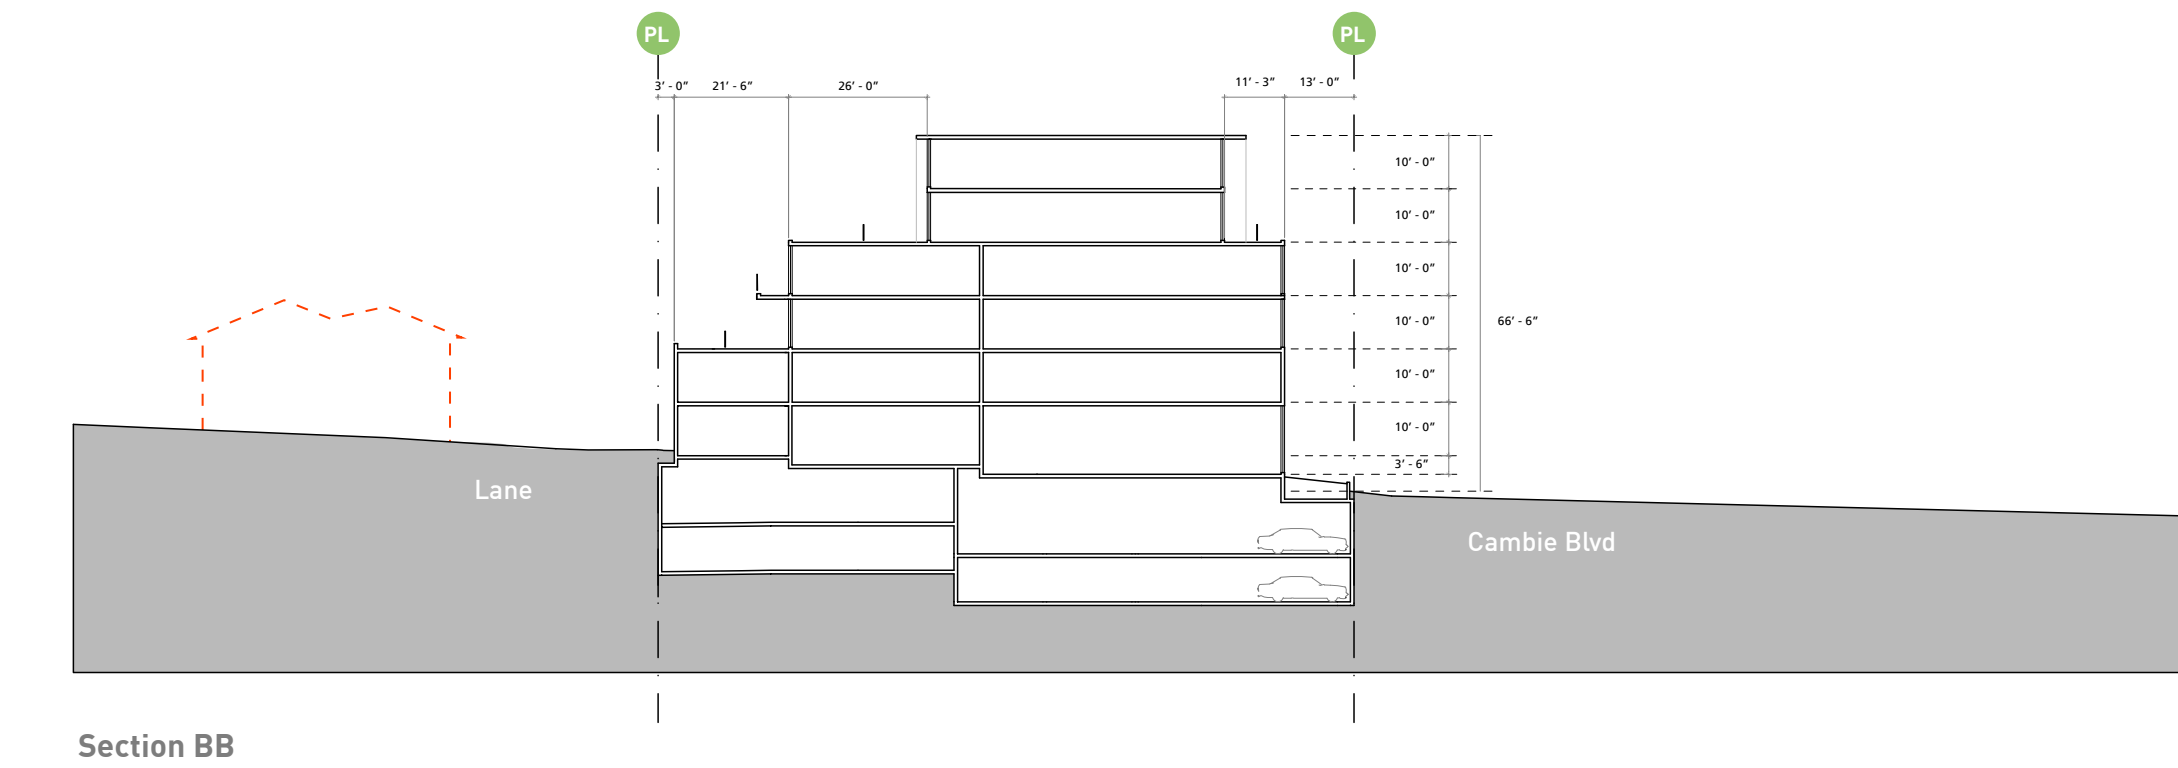 PL PL
3' - 0" 21' - 6" 26' - 0" 11' - 3" 13' - 0"
10' - 0"
10' - 0"
10' - 0"
10' - 0"
66' - 6"
10' - 0"
10' - 0"
3' - 6"
Lane
Cambie Blvd
Section BB